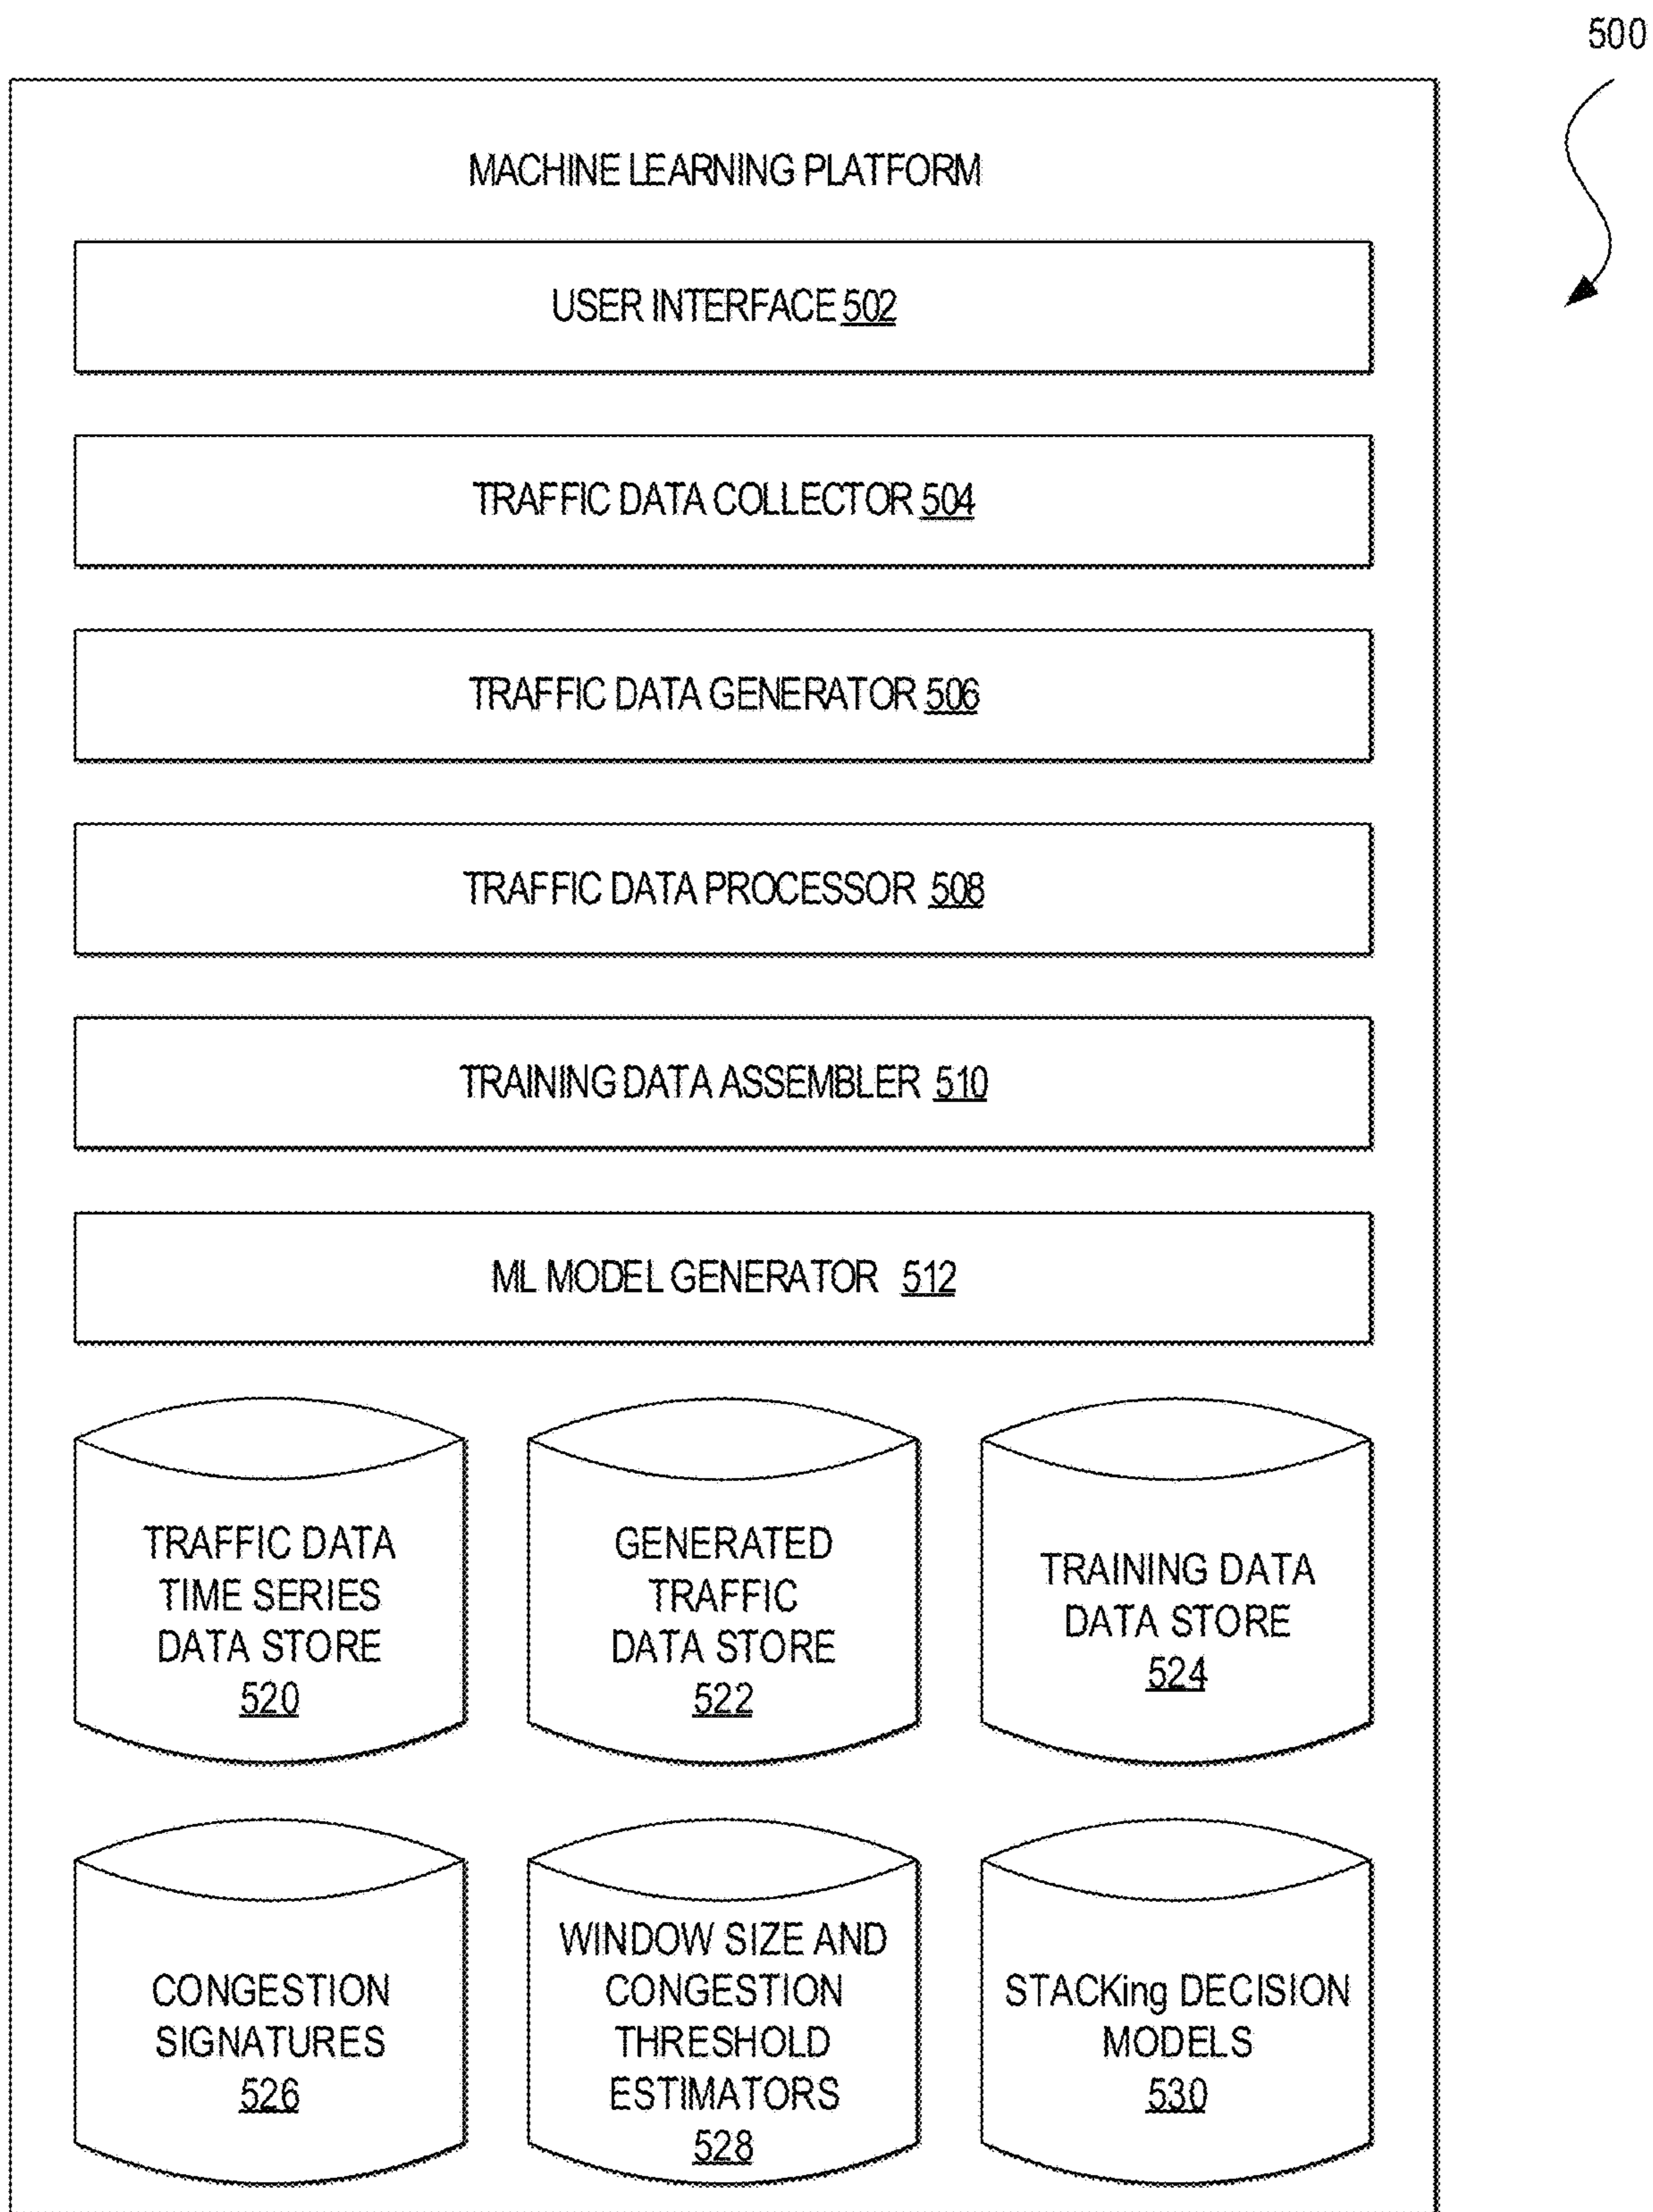 500
MACHINE LEARNING PLATFORM
USER INTERFACE 502
TRAFFIC DATA COLLECTOR 504
TRAFFIC DATA GENERATOR 506
TRAFFIC DATA PROCESSOR 508
TRAINING DATA ASSEMBLER 510
ML MODEL GENERATOR 512
TRAFFIC DATA
TIME SERIES
DATA STORE
520
GENERATED
TRAFFIC
DATA STORE
522
TRAINING DATA
DATA STORE
524
CONGESTION
SIGNATURES
526
WINDOW SIZE AND
CONGESTION
THRESHOLD
ESTIMATORS
528
STACKing DECISION
MODELS
530